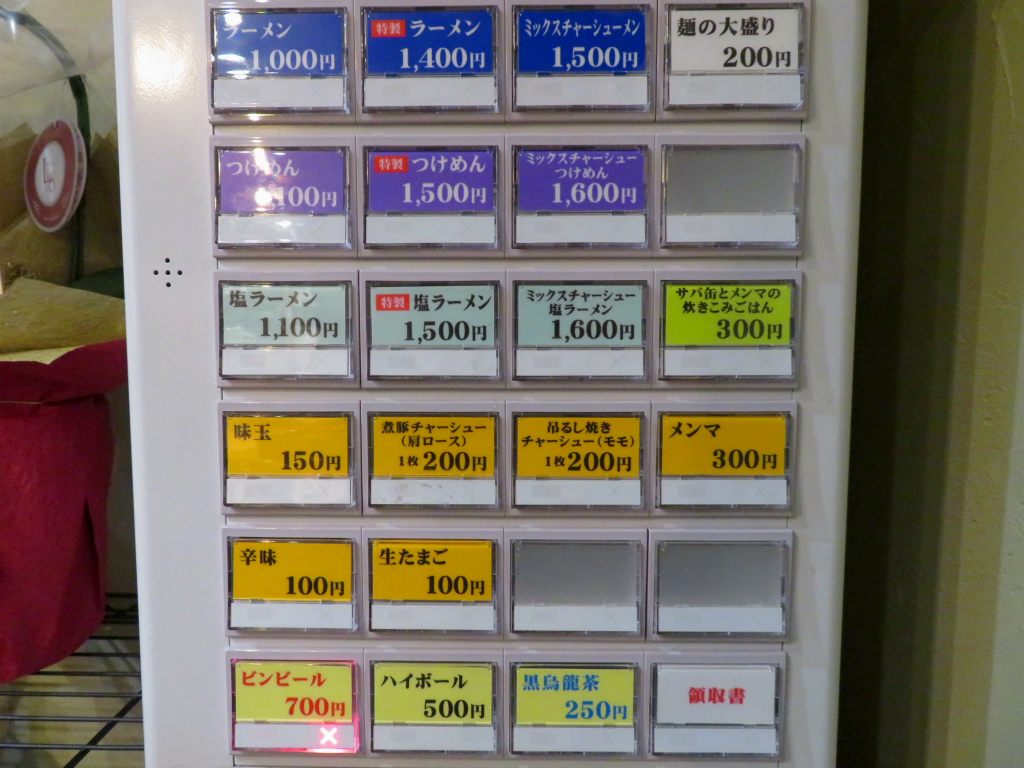 ラーメン
1,000円
特製 ラーメン
1,400円
ミックスチャーシューメン
1,500円
麺の大盛り
200円
つけめん
,100円
特製 つけめん
1,500円
ミックスチャーシュー
つけめん
1,600円
塩ラーメン
1,100円
特製 塩ラーメン
1,500円
ミックスチャーシュー
塩ラーメン
1,600円
サバ缶とメンマの
炊きこみごはん
300円
味玉
150円
煮豚チャーシュー
(肩ロース)
1枚200円
吊るし焼き
チャーシュー(モモ)
1枚200円
メンマ
300円
辛味
100円
生たまご
100円
ビンビール
700円
×
ハイボール
500円
黒烏龍茶
250円
領収書